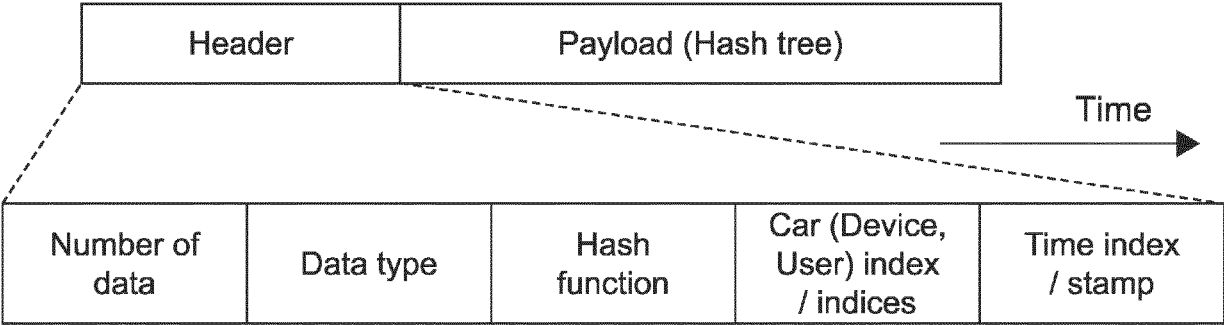 Header
Payload (Hash tree)
Time
Number of
data
Data type
Hash
function
Car (Device,
User) index
/ indices
Time index
/ stamp